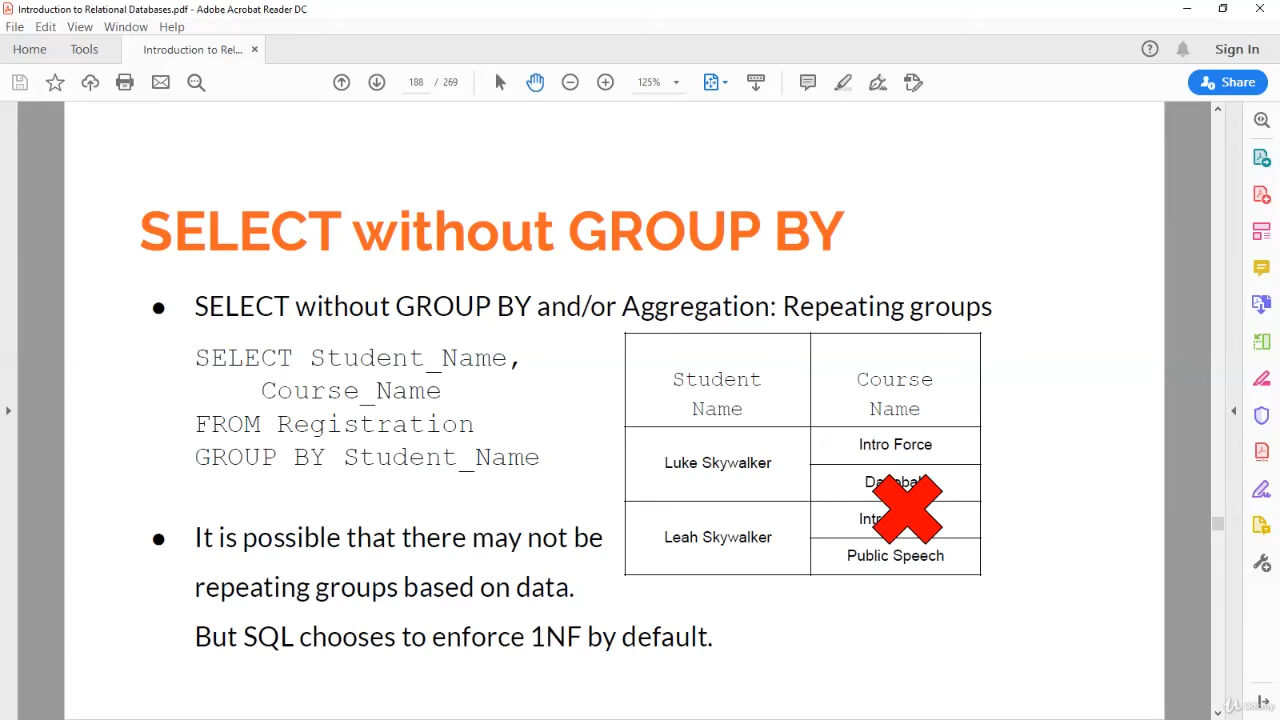 Introduction to Relational Databases.pdf - Adobe Acrobat Reader DC
File Edit View Window Help
Home Tools Introduction to Rel... × Sign In
188 / 269 125% Share
SELECT without GROUP BY
● SELECT without GROUP BY and/or Aggregation: Repeating groups
SELECT Student_Name,
Course_Name
FROM Registration
GROUP BY Student_Name
Student
Name
Course
Name
Luke Skywalker
Intro Force
Leah Skywalker
Public Speech
● It is possible that there may not be
repeating groups based on data.
But SQL chooses to enforce 1NF by default.
Udemy